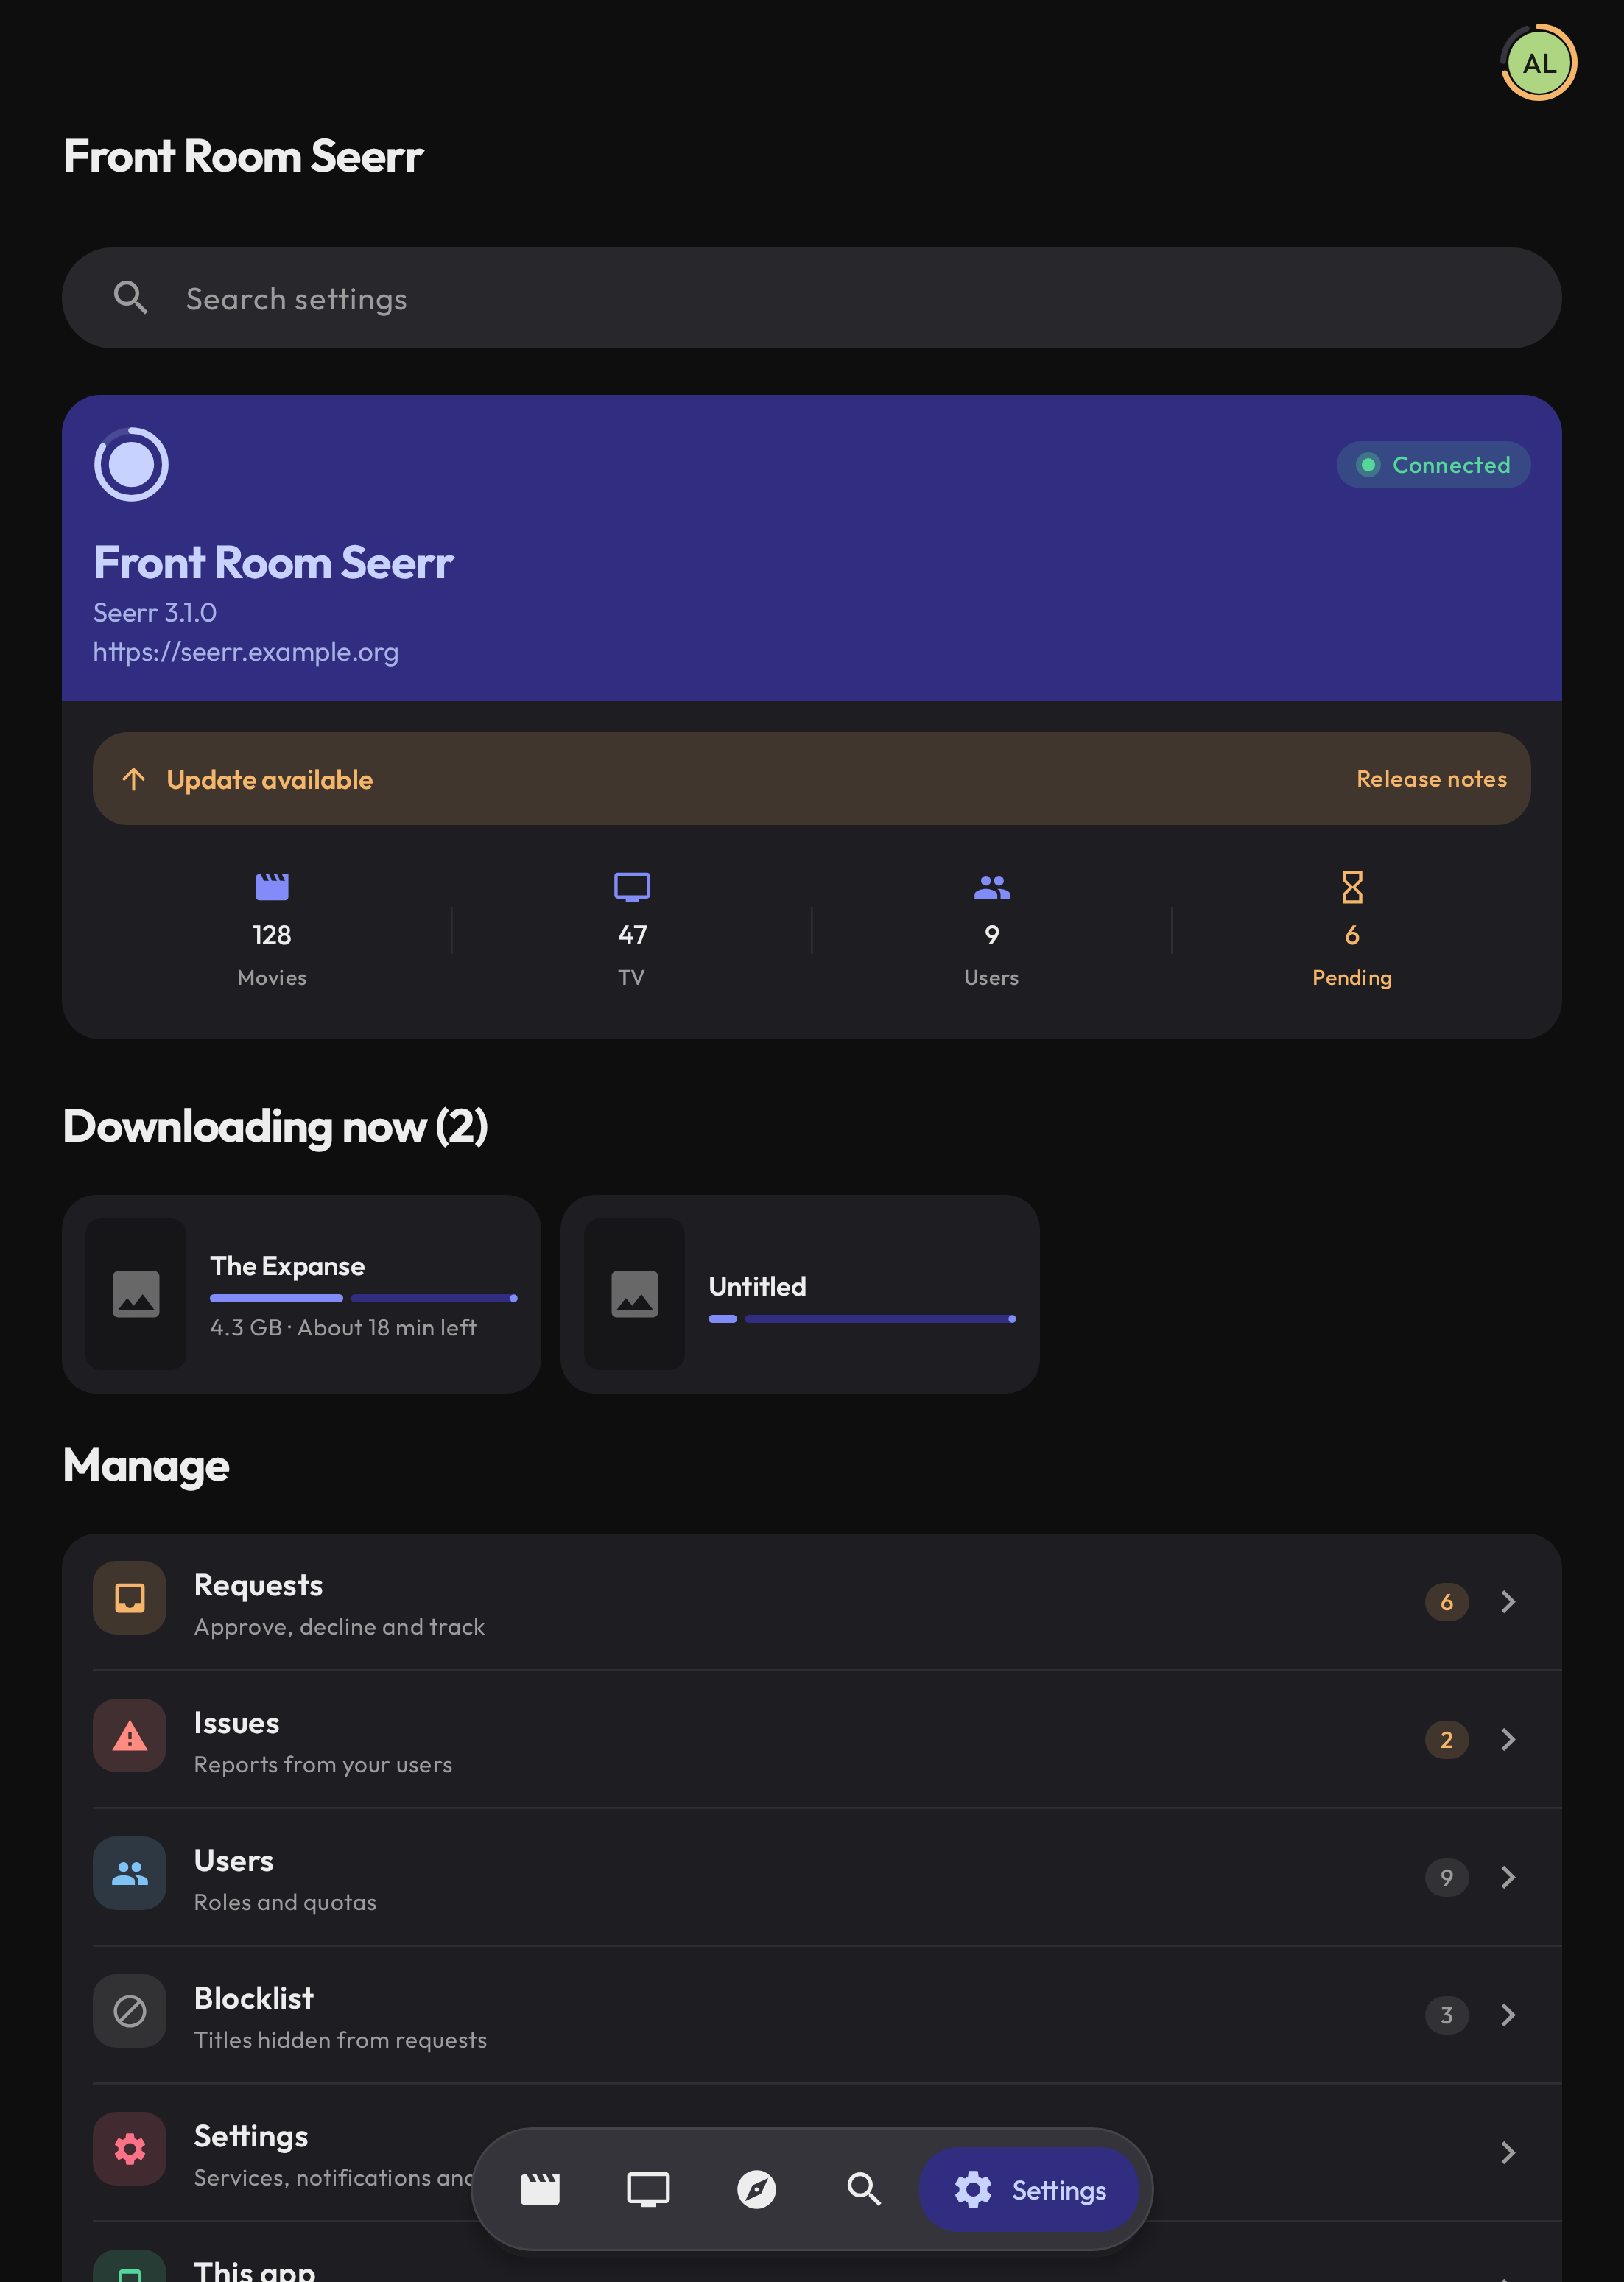 AL
Front Room Seerr
Search settings
Connected
Front Room Seerr
Seerr 3.1.0
https://seerr.example.org
Update available
Release notes
128
47
9
6
Movies
TV
Users
Pending
Downloading now (2)
The Expanse
4.3 GB · About 18 min left
Untitled
Manage
Requests
6
Approve, decline and track
Issues
2
Reports from your users
Users
9
Roles and quotas
Blocklist
3
Titles hidden from requests
Settings
Services, notifications and
Settings
This app